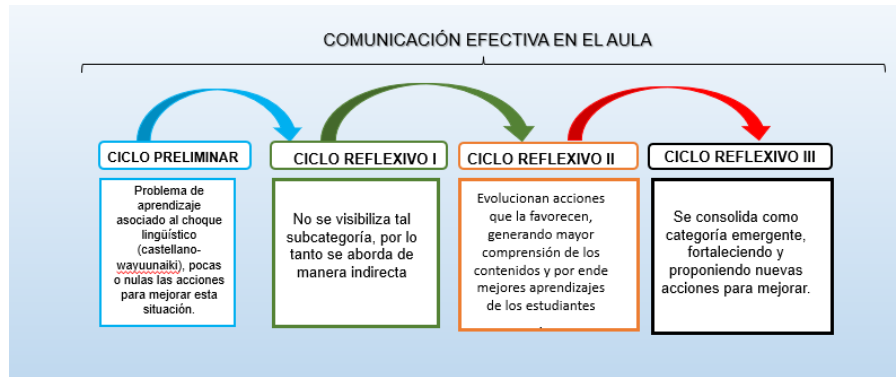 COMUNICACIÓN EFECTIVA EN EL AULA
CICLO PRELIMINAR
Problema de
aprendizaje
asociado al choque
lingüístico
(castellano-
wayuunaiki), pocas
o nulas las acciones
para mejorar esta
situación.
CICLO REFLEXIVO I
No se visibiliza tal
subcategoría, por lo
tanto se aborda de
manera indirecta
CICLO REFLEXIVO II
Evolucionan acciones
que la favorecen,
generando mayor
comprensión de los
contenidos y por ende
mejores aprendizajes
de los estudiantes
.
CICLO REFLEXIVO III
Se consolida como
categoría emergente,
fortaleciendo y
proponiendo nuevas
acciones para mejorar.